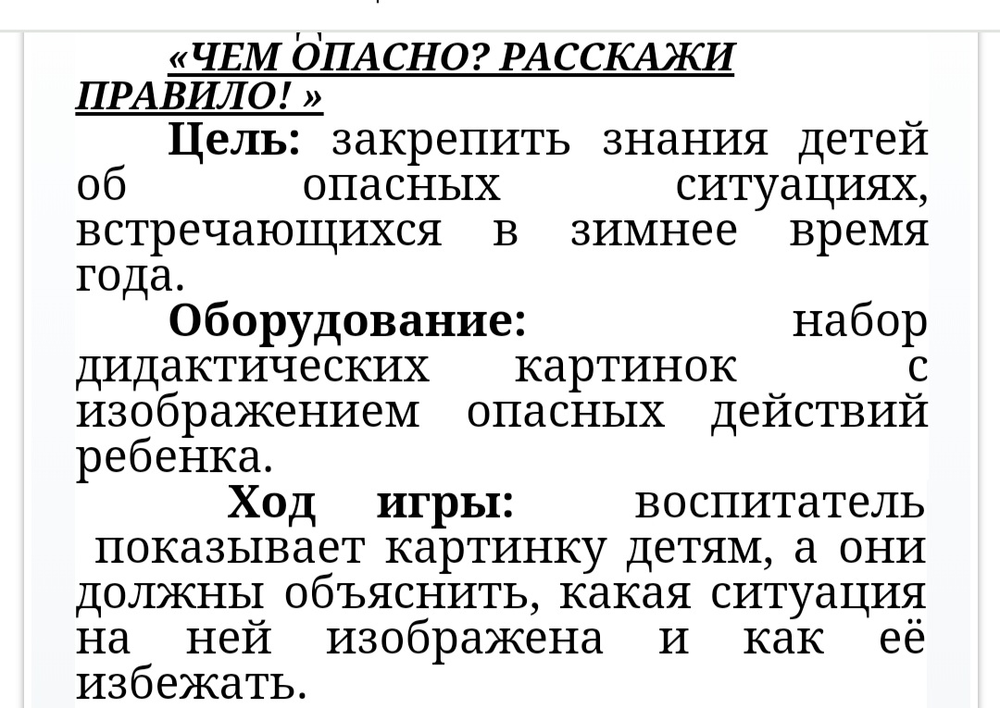 «ЧЕМ ОПАСНО? РАССКАЖИ
ПРАВИЛО! »
Цель: закрепить знания детей
об опасных ситуациях,
встречающихся в зимнее время
года.
Оборудование: набор
дидактических картинок с
изображением опасных действий
ребенка.
Ход игры: воспитатель
показывает картинку детям, а они
должны объяснить, какая ситуация
на ней изображена и как её
избежать.